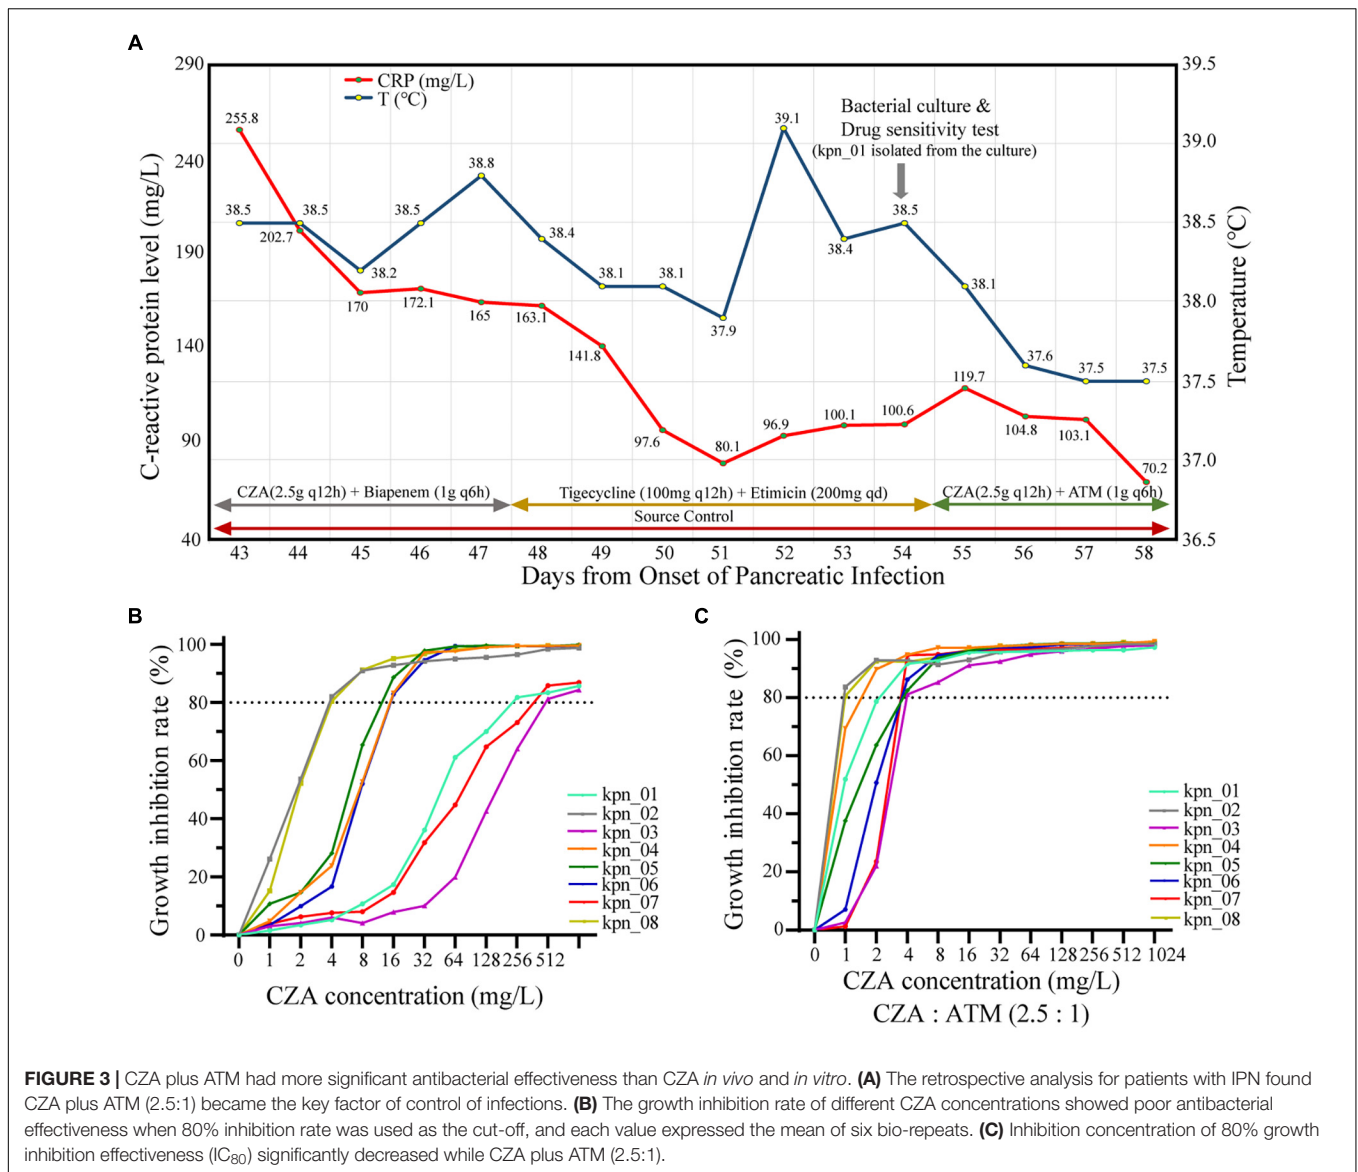 A
CRP (mg/L)
T (°C)
290
240
190
140
90
40
C-reactive protein level (mg/L)
39.5
39.0
38.5
38.0
37.5
37.0
36.5
Temperature (°C)
Bacterial culture &
Drug sensitivity test
(kpn_01 isolated from the culture)
38.5 38.5 38.2 38.5 38.8 38.4 38.1 38.1 37.9 39.1 38.4 38.5 38.1 37.6 37.5 37.5
255.8 202.7 170 172.1 165 163.1 141.8 97.6 80.1 96.9 100.1 100.6 119.7 104.8 103.1 70.2
CZA(2.5g q12h) + Biapenem (1g q6h) Tigecycline (100mg q12h) + Etimicin (200mg qd) CZA(2.5g q12h) + ATM (1g q6h)
Source Control
43 44 45 46 47 48 49 50 51 52 53 54 55 56 57 58
Days from Onset of Pancreatic Infection
B
Growth inhibition rate (%)
100
80
60
40
20
0
0 1 2 4 8 16 32 64 128 256 512
CZA concentration (mg/L)
kpn_01
kpn_02
kpn_03
kpn_04
kpn_05
kpn_06
kpn_07
kpn_08
C
Growth inhibition rate (%)
100
80
60
40
20
0
0 1 2 4 8 16 32 64 128 256 512 1024
CZA concentration (mg/L)
CZA : ATM (2.5 : 1)
kpn_01
kpn_02
kpn_03
kpn_04
kpn_05
kpn_06
kpn_07
kpn_08
FIGURE 3 | CZA plus ATM had more significant antibacterial effectiveness than CZA in vivo and in vitro. (A) The retrospective analysis for patients with IPN found
CZA plus ATM (2.5:1) became the key factor of control of infections. (B) The growth inhibition rate of different CZA concentrations showed poor antibacterial
effectiveness when 80% inhibition rate was used as the cut-off, and each value expressed the mean of six bio-repeats. (C) Inhibition concentration of 80% growth
inhibition effectiveness (IC80) significantly decreased while CZA plus ATM (2.5:1).